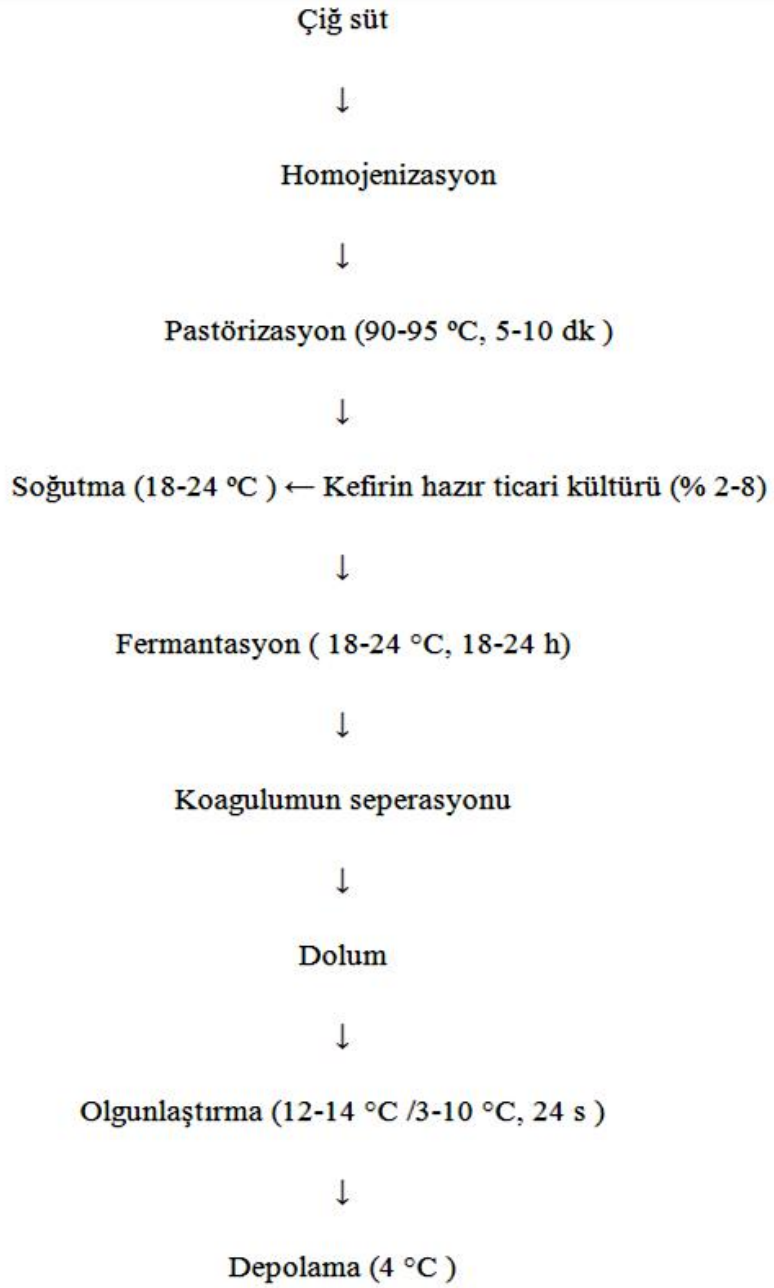 Çiğ süt
↓
Homojenizasyon
↓
Pastörizasyon (90-95 ºC, 5-10 dk )
↓
Soğutma (18-24 ºC ) ← Kefirin hazır ticari kültürü (% 2-8)
↓
Fermantasyon ( 18-24 °C, 18-24 h)
↓
Koagulumun seperasyonu
↓
Dolum
↓
Olgunlaştırma (12-14 °C /3-10 °C, 24 s )
↓
Depolama (4 °C )